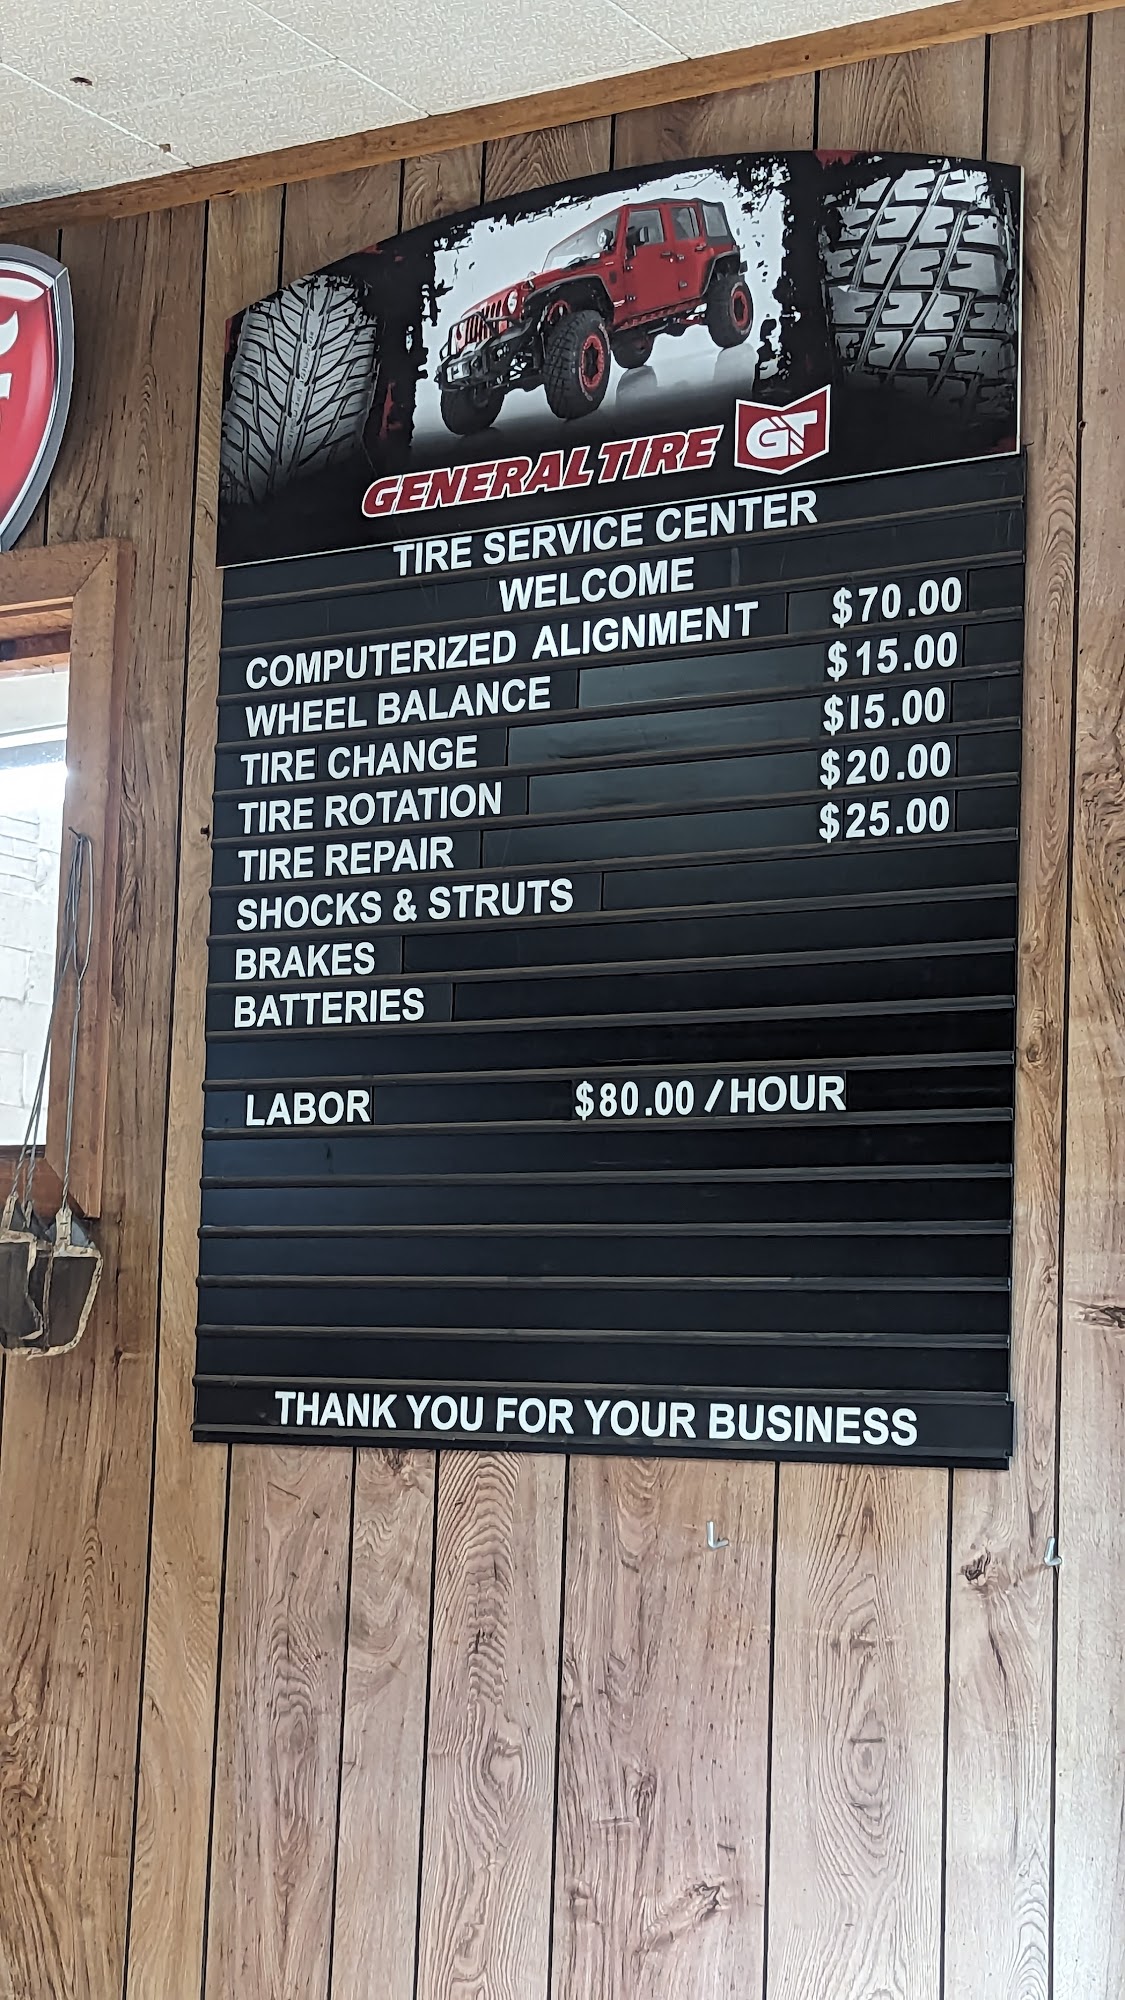 GENERAL TIRE GT
TIRE SERVICE CENTER
WELCOME
COMPUTERIZED ALIGNMENT $70.00
WHEEL BALANCE $15.00
TIRE CHANGE $15.00
TIRE ROTATION $20.00
TIRE REPAIR $25.00
SHOCKS & STRUTS
BRAKES
BATTERIES
LABOR $80.00/HOUR
THANK YOU FOR YOUR BUSINESS